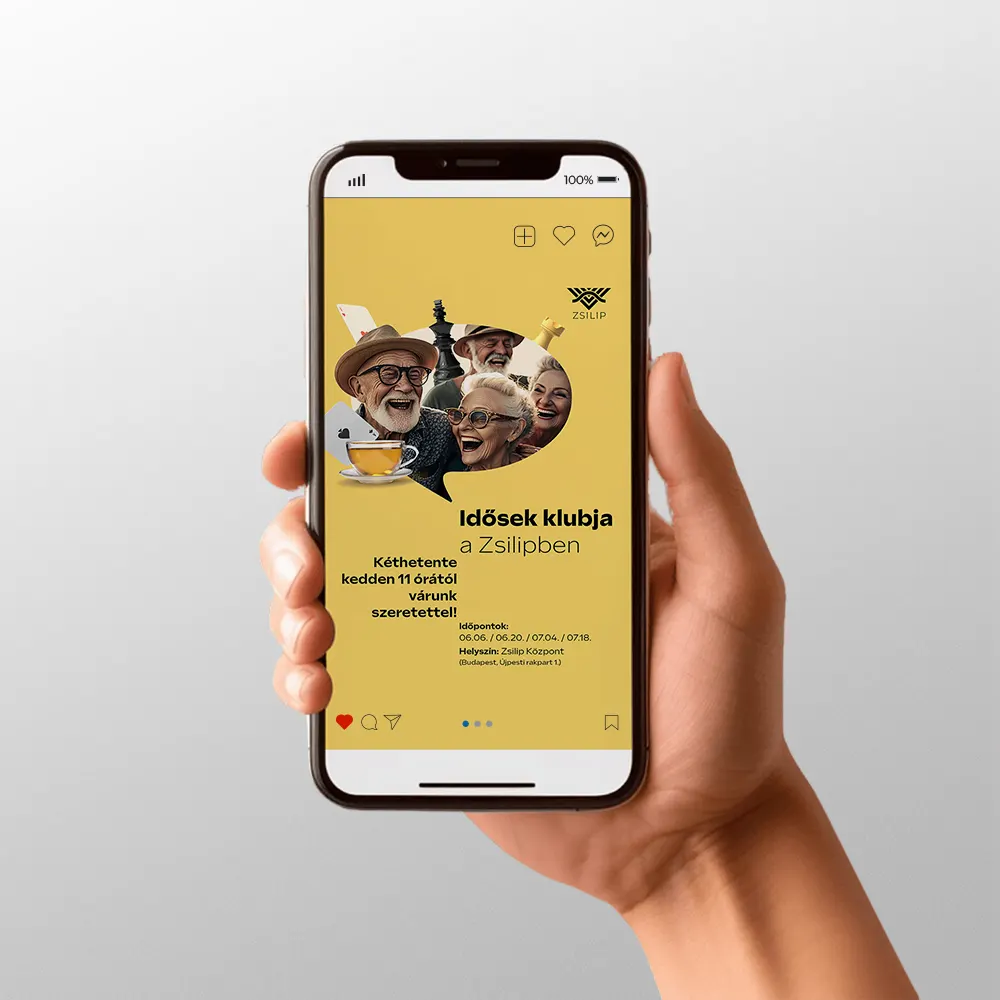 100%
ZSILIP
Idősek klubja
a Zsilipben
Kéthetente
kedden 11 órától
várunk
szeretettel!
Időpontok:
06.06. / 06.20. / 07.04. / 07.18.
Helyszín: Zsilip Központ
(Budapest, Újpesti rakpart 1.)